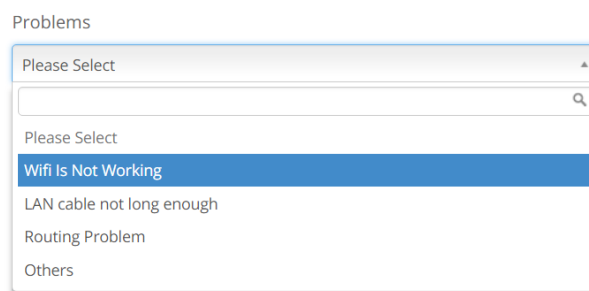 Problems
Please Select
Please Select
Wifi Is Not Working
LAN cable not long enough
Routing Problem
Others